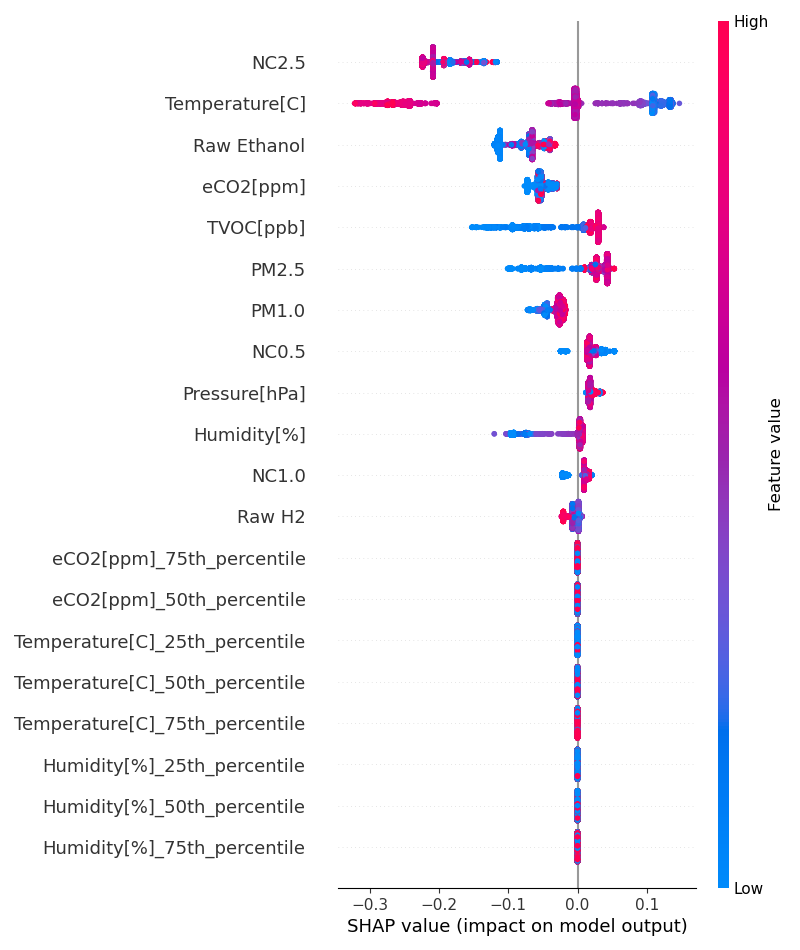 High
NC2.5
Temperature[C]
Raw Ethanol
eCO2[ppm]
TVOC[ppb]
PM2.5
PM1.0
NC0.5
Pressure[hPa]
Humidity[%]
NC1.0
Raw H2
eCO2[ppm]_75th_percentile
eCO2[ppm]_50th_percentile
Temperature[C]_25th_percentile
Temperature[C]_50th_percentile
Temperature[C]_75th_percentile
Humidity[%]_25th_percentile
Humidity[%]_50th_percentile
Humidity[%]_75th_percentile
Feature value
Low
−0.3 −0.2 −0.1 0.0 0.1
SHAP value (impact on model output)